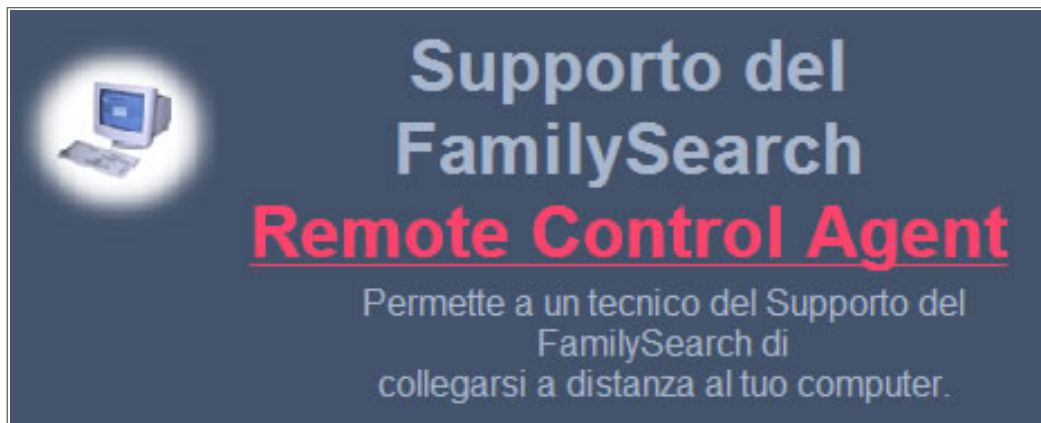 Supporto del
FamilySearch
Remote Control Agent
Permette a un tecnico del Supporto del
FamilySearch di
collegarsi a distanza al tuo computer.